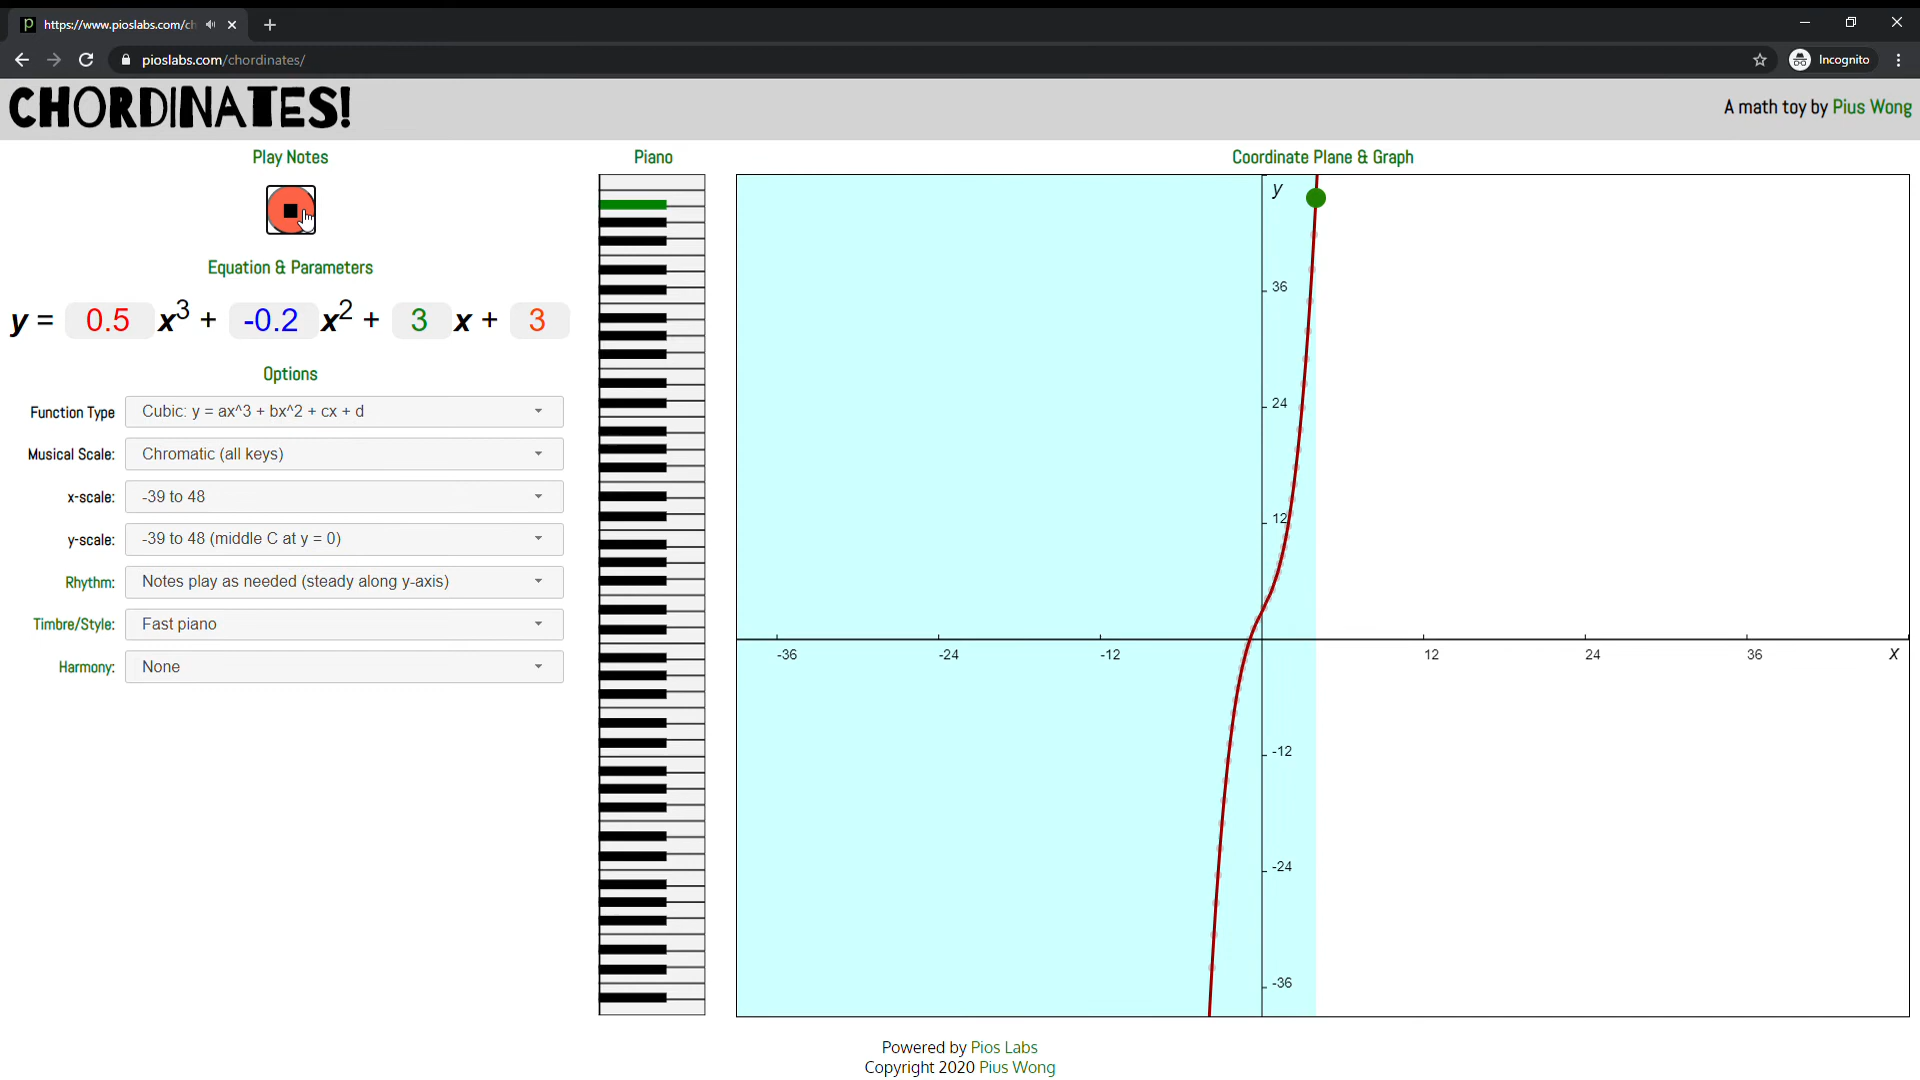 https://www.pioslabs.com/ch
pioslabs.com/chordinates/
Incognito
CHORDINATES!
A math toy by Pius Wong
Play Notes
Equation & Parameters
y = 0.5 x³ + -0.2 x² + 3 x + 3
Options
Function Type Cubic: y = ax^3 + bx^2 + cx + d
Musical Scale: Chromatic (all keys)
x-scale: -39 to 48
y-scale: -39 to 48 (middle C at y = 0)
Rhythm: Notes play as needed (steady along y-axis)
Timbre/Style: Fast piano
Harmony: None
Piano
Coordinate Plane & Graph
y
36
24
12
-36 -24 -12 12 24 36 x
-12
-24
-36
Powered by Pios Labs
Copyright 2020 Pius Wong